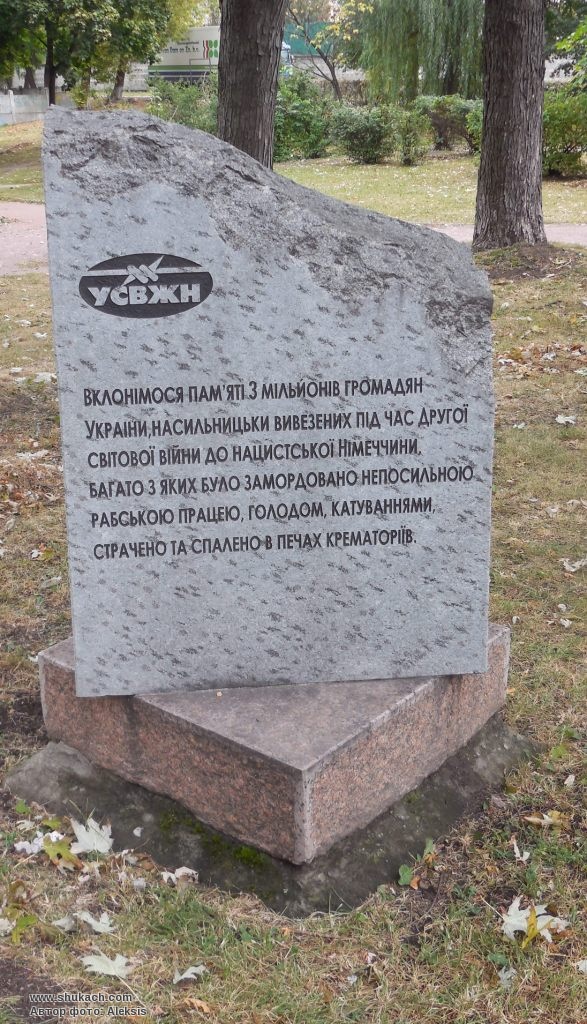 УСВЖН
Вклонімося пам'яті 3 мільйонів громадян
України, насильницьки вивезених під час Другої
світової війни до нацистської Німеччини,
багато з яких було замордовано непосильною
рабською працею, голодом, катуваннями,
страчено та спалено в печах крематоріїв.
www.shukach.com
Автор фото: Aleksis